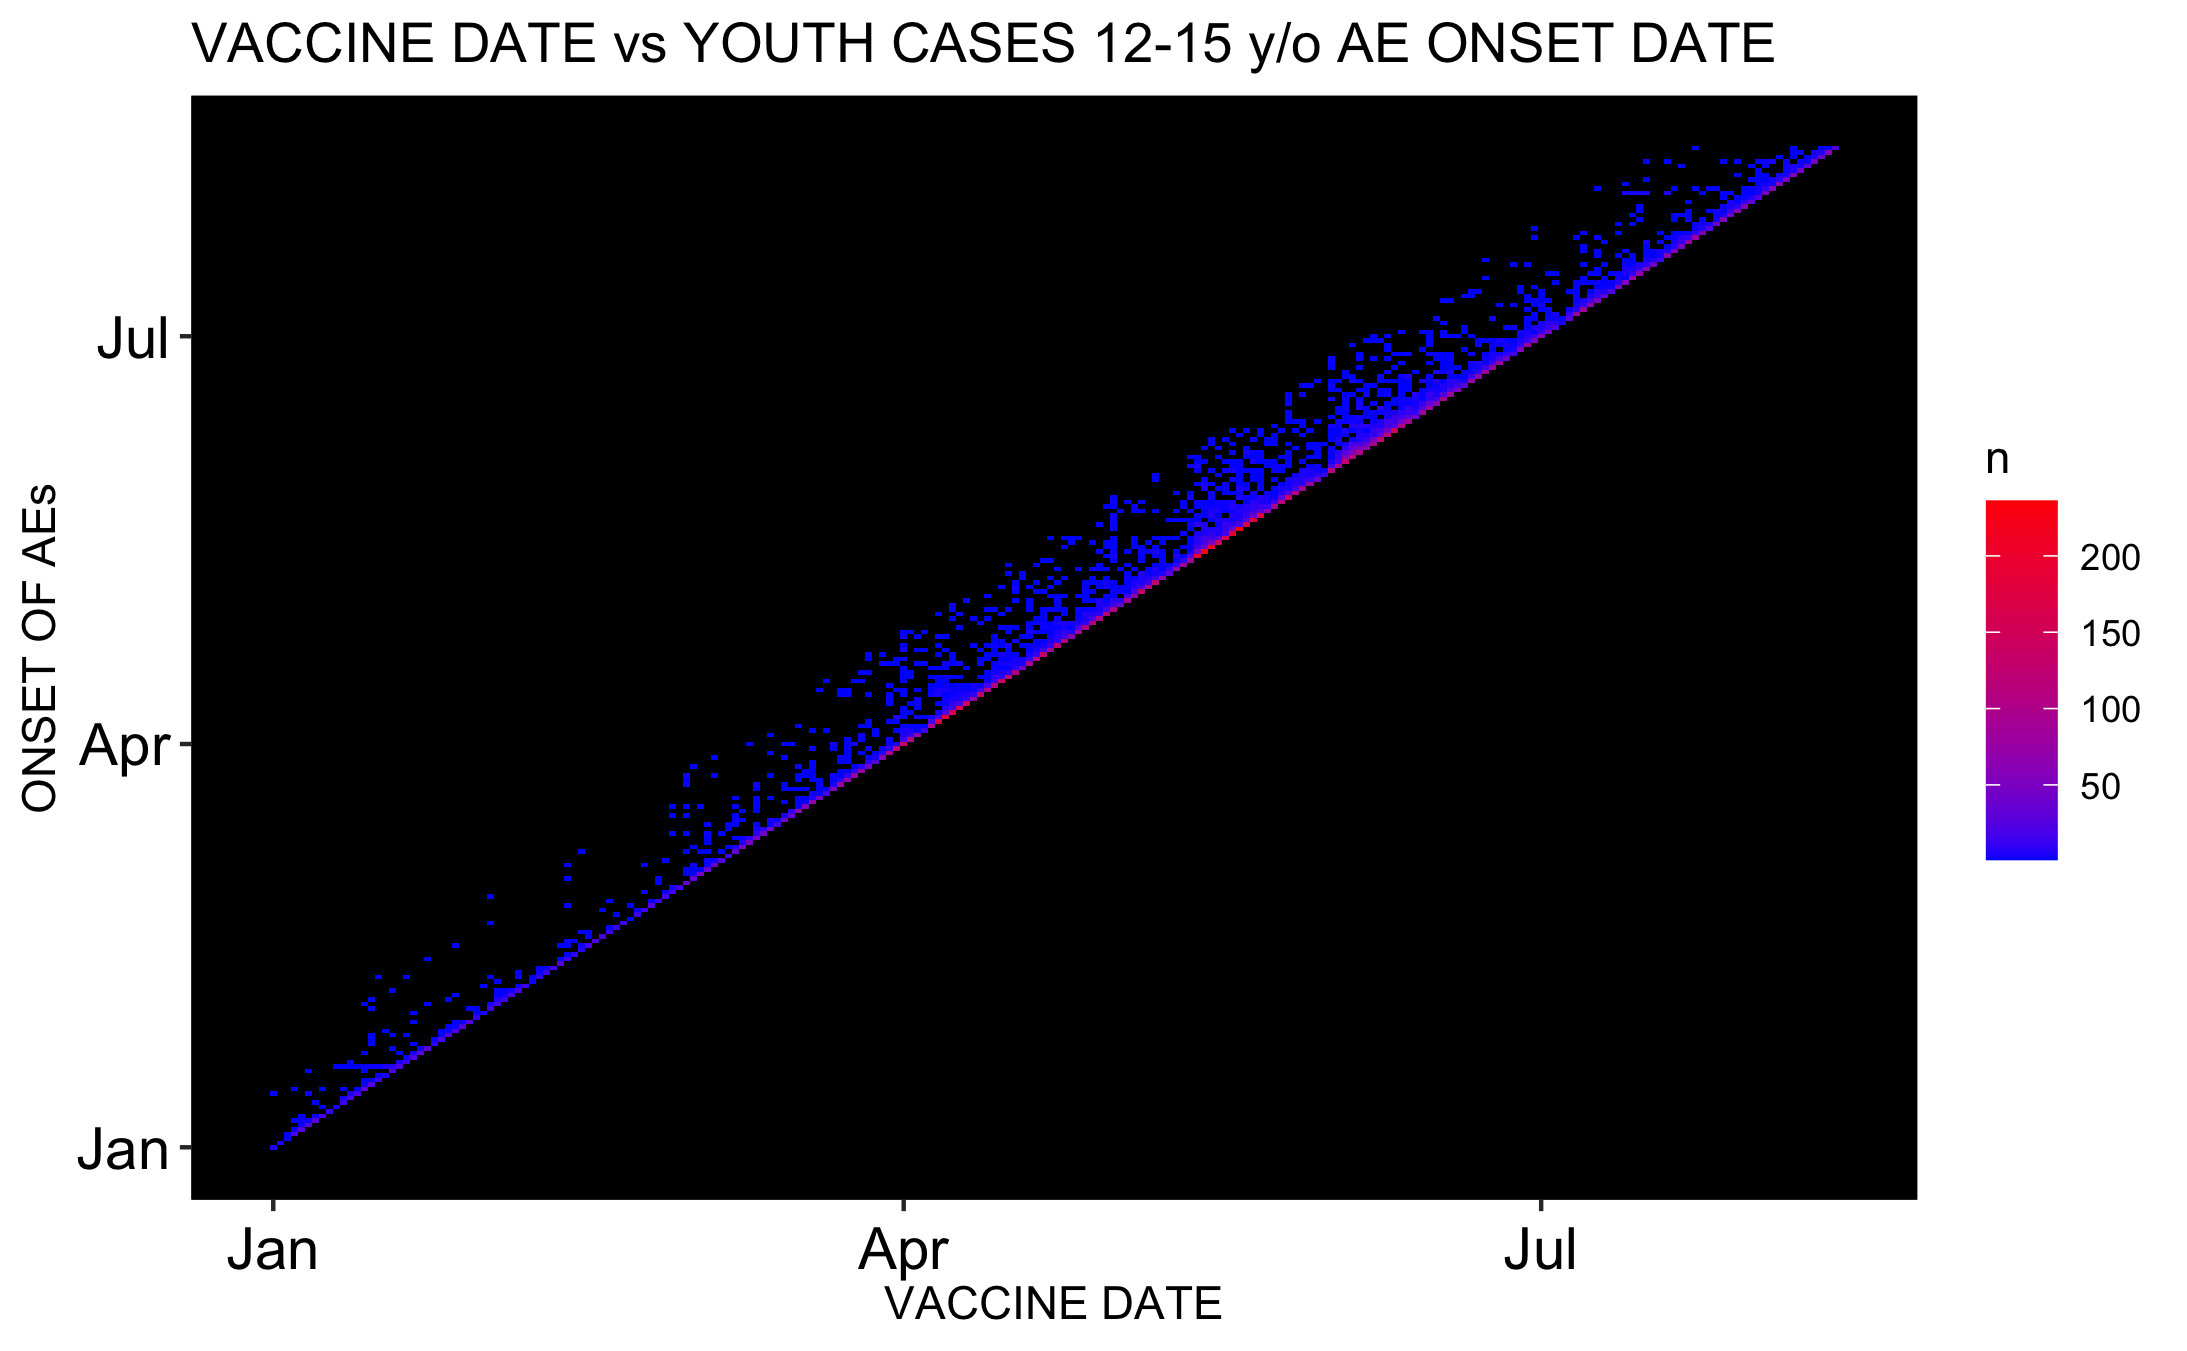 VACCINE DATE vs YOUTH CASES 12-15 y/o AE ONSET DATE
ONSET OF AEs
Jul
Apr
Jan
Jan
Apr
Jul
VACCINE DATE
n
200
150
100
50